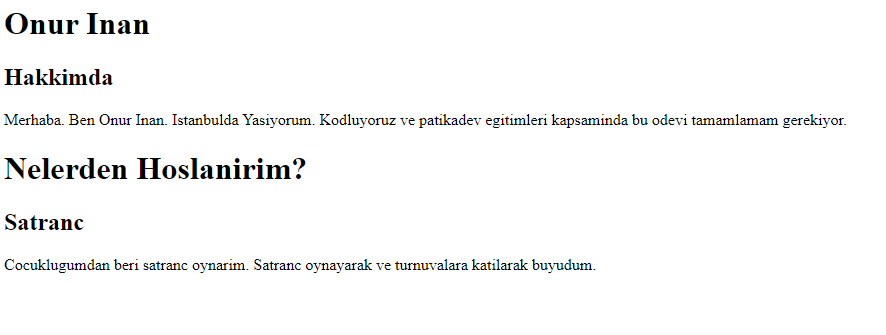 Onur Inan
Hakkimda
Merhaba. Ben Onur Inan. Istanbulda Yasiyorum. Kodluyoruz ve patikadev egitimleri kapsaminda bu odevi tamamlamam gerekiyor.
Nelerden Hoslanirim?
Satranc
Cocuklugumdan beri satranc oynarim. Satranc oynayarak ve turnuvalara katilarak buyudum.